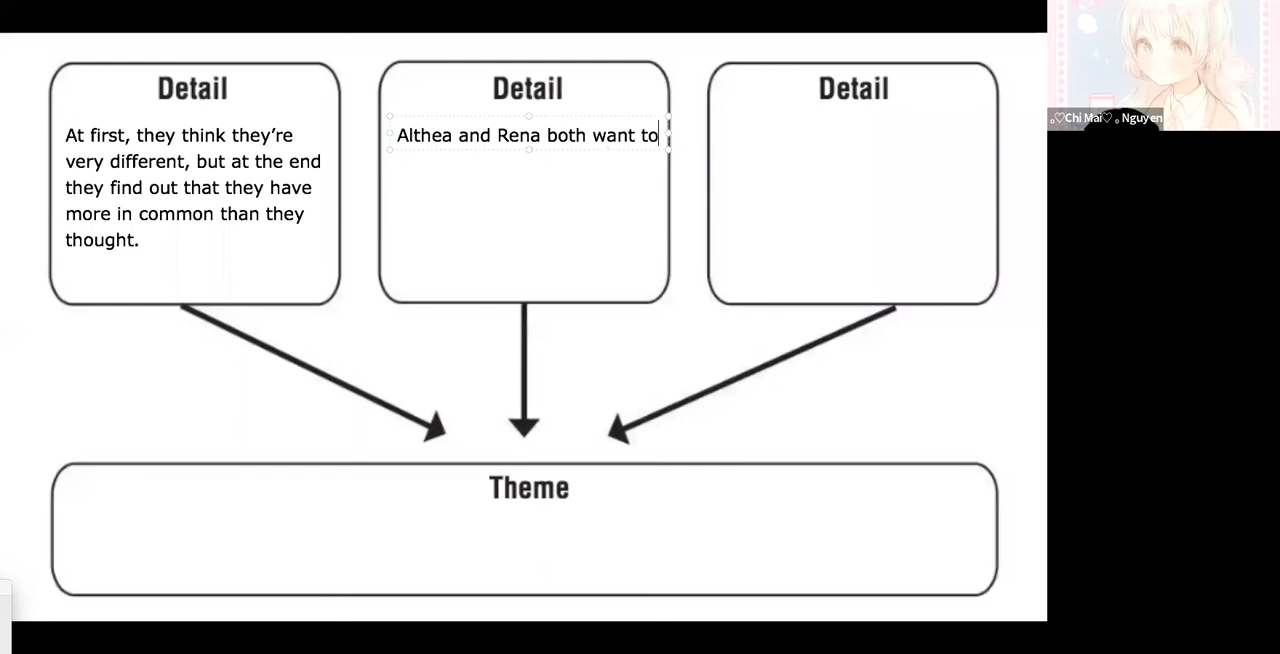 Detail
At first, they think they're
very different, but at the end
they find out that they have
more in common than they
thought.
Detail
Althea and Rena both want to
Detail
Theme
｡♡Chi Mai♡ ｡ Nguyen